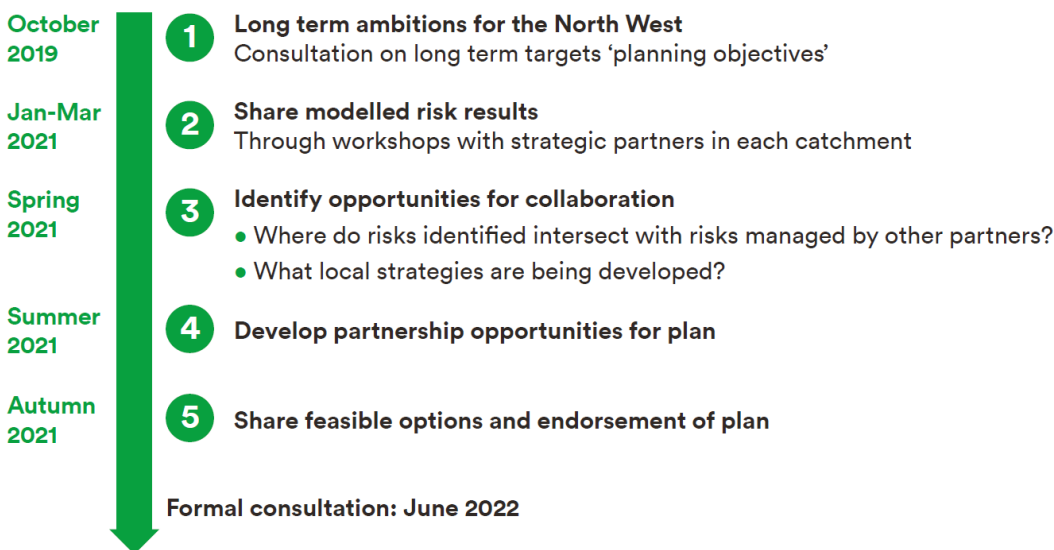 October
2019
1
Long term ambitions for the North West
Consultation on long term targets ‘planning objectives’
Jan-Mar
2021
2
Share modelled risk results
Through workshops with strategic partners in each catchment
Spring
2021
3
Identify opportunities for collaboration
• Where do risks identified intersect with risks managed by other partners?
• What local strategies are being developed?
Summer
2021
4
Develop partnership opportunities for plan
Autumn
2021
5
Share feasible options and endorsement of plan
Formal consultation: June 2022